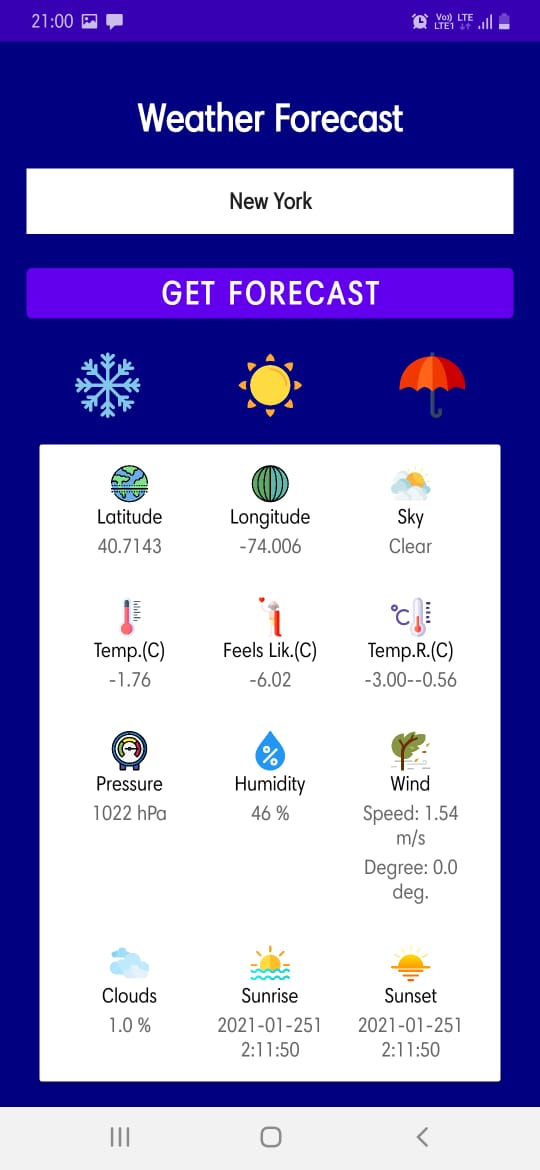 21:00 Vo)) LTE
LTE1
Weather Forecast
New York
GET FORECAST
Latitude Longitude Sky
40.7143 -74.006 Clear
°C
Temp.(C) Feels Lik.(C) Temp.R.(C)
-1.76 -6.02 -3.00--0.56
%
Pressure Humidity Wind
1022 hPa 46 % Speed: 1.54
m/s
Degree: 0.0
deg.
Clouds Sunrise Sunset
1.0 % 2021-01-251 2021-01-251
2:11:50 2:11:50